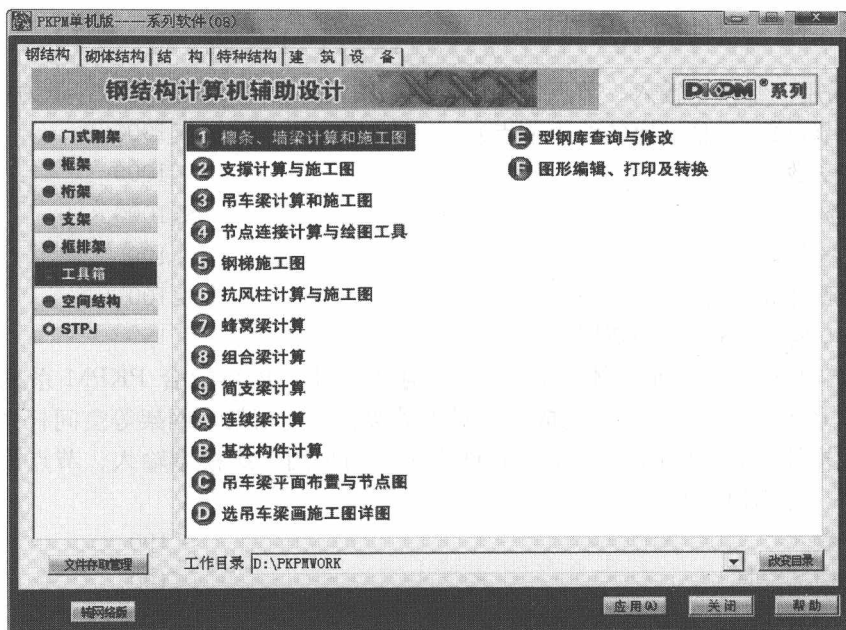 PKPM单机版----系列软件(08)
钢结构 砌体结构 结 构 特种结构 建 筑 设 备
钢结构计算机辅助设计
PKPM®系列
门式刚架
框架
桁架
支架
框排架
工具箱
空间结构
STPJ
1 檩条、墙梁计算和施工图
2 支撑计算与施工图
3 吊车梁计算和施工图
4 节点连接计算与绘图工具
5 钢梯施工图
6 抗风柱计算与施工图
7 蜂窝梁计算
8 组合梁计算
9 简支梁计算
A 连续梁计算
B 基本构件计算
C 吊车梁平面布置与节点图
D 选吊车梁画施工图详图
E 型钢库查询与修改
F 图形编辑、打印及转换
文件存取管理
工作目录 D:\PKPMWORK
改变目录
转网络版
应用(A) 关闭 帮助